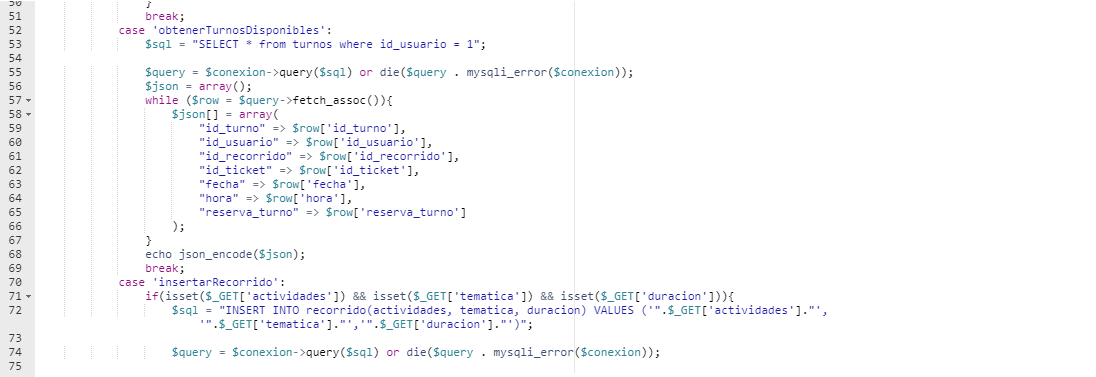 50 }
51 break;
52 case 'obtenerTurnosDisponibles':
53 $sql = "SELECT * from turnos where id_usuario = 1";
54
55 $query = $conexion->query($sql) or die($query . mysqli_error($conexion));
56 $json = array();
57 while ($row = $query->fetch_assoc()){
58 $json[] = array(
59 "id_turno" => $row['id_turno'],
60 "id_usuario" => $row['id_usuario'],
61 "id_recorrido" => $row['id_recorrido'],
62 "id_ticket" => $row['id_ticket'],
63 "fecha" => $row['fecha'],
64 "hora" => $row['hora'],
65 "reserva_turno" => $row['reserva_turno']
66 );
67 }
68 echo json_encode($json);
69 break;
70 case 'insertarRecorrido':
71 if(isset($_GET['actividades']) && isset($_GET['tematica']) && isset($_GET['duracion'])){
72 $sql = "INSERT INTO recorrido(actividades, tematica, duracion) VALUES ('".$_GET['actividades']."',
'".$_GET['tematica']."','".$_GET['duracion']."')";
73
74 $query = $conexion->query($sql) or die($query . mysqli_error($conexion));
75